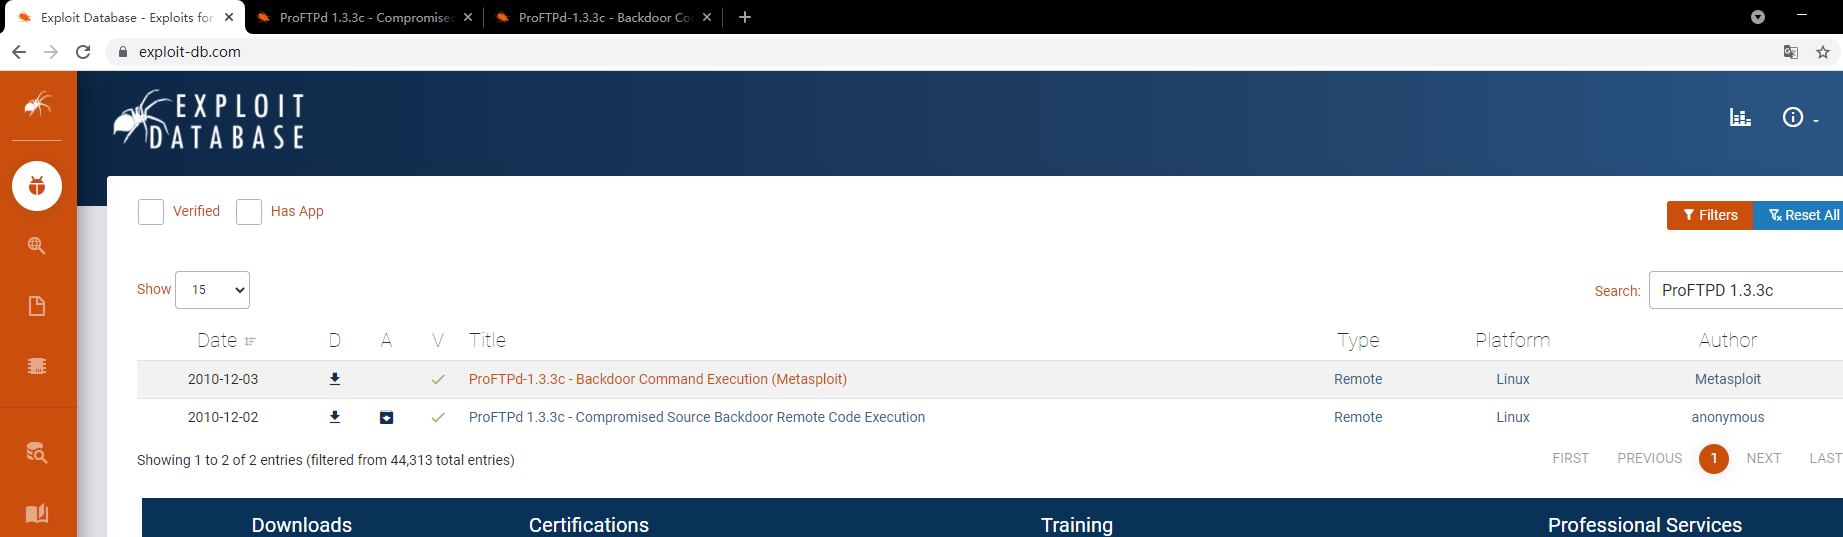 Exploit Database - Exploits for
ProFTPd 1.3.3c - Compromised
ProFTPd-1.3.3c - Backdoor Co
exploit-db.com
EXPLOIT
DATABASE
Verified
Has App
Filters
Reset All
Show 15
Search: ProFTPD 1.3.3c
Date D A V Title Type Platform Author
2010-12-03 ProFTPd-1.3.3c - Backdoor Command Execution (Metasploit) Remote Linux Metasploit
2010-12-02 ProFTPd 1.3.3c - Compromised Source Backdoor Remote Code Execution Remote Linux anonymous
Showing 1 to 2 of 2 entries (filtered from 44,313 total entries)
FIRST PREVIOUS 1 NEXT LAST
Downloads Certifications Training Professional Services